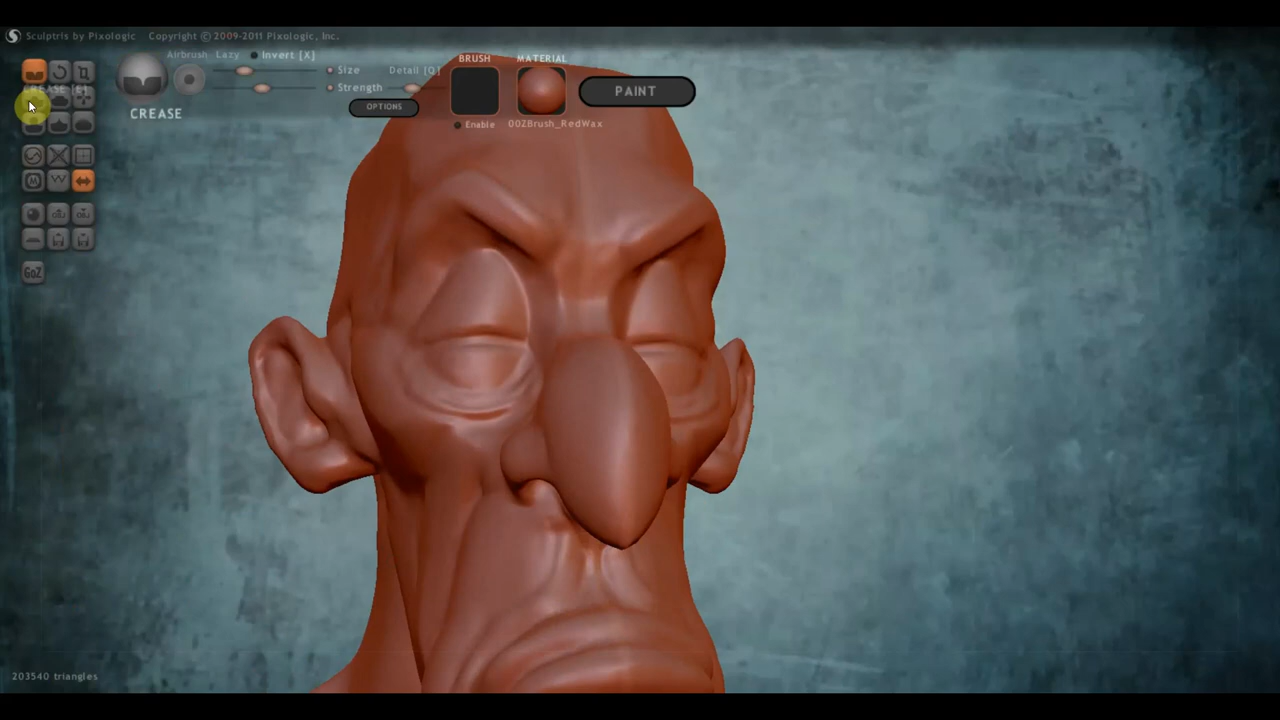 Sculptris by Pixologic Copyright © 2009-2011 Pixologic, Inc.
Airbrush Lazy Invert [X]
Size Detail [Q]
Strength
OPTIONS
CREASE
BRUSH
Enable
MATERIAL
00ZBrush_RedWax
PAINT
GoZ
203540 triangles